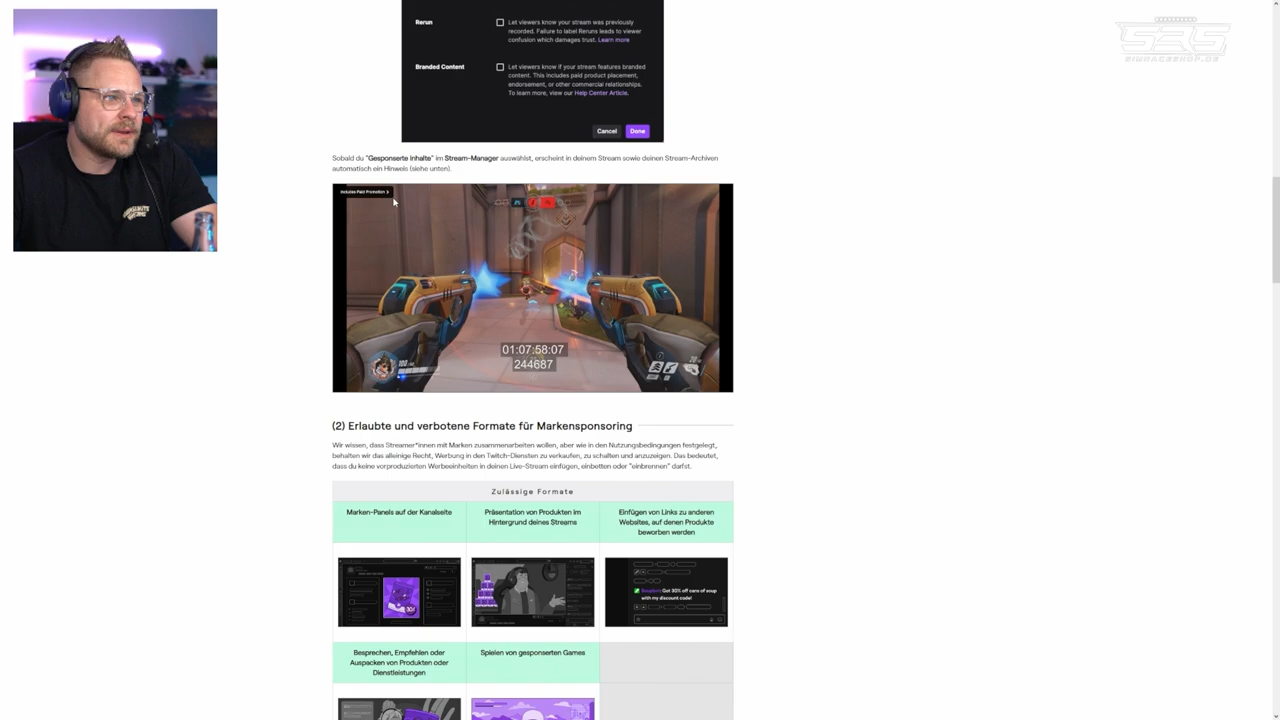 Rerun
Let viewers know your stream was previously
recorded. Failure to label Reruns leads to viewer
confusion which damages trust. Learn more
Branded Content
Let viewers know if your stream features branded
content. This includes paid product placement,
endorsement, or other commercial relationships.
To learn more, view our Help Center Article.
Cancel
Done
SRS
SIMRACESHOP.DE
Sobald du "Gesponserte Inhalte" im Stream-Manager auswählst, erscheint in deinem Stream sowie deinen Stream-Archiven
automatisch ein Hinweis (siehe unten).
Includes Paid Promotion >
01:07:58:07
244687
(2) Erlaubte und verbotene Formate für Markensponsoring
Wir wissen, dass Streamer*innen mit Marken zusammenarbeiten wollen, aber wie in den Nutzungsbedingungen festgelegt,
behalten wir das alleinige Recht, Werbung in den Twitch-Diensten zu verkaufen, zu schalten und anzuzeigen. Das bedeutet,
dass du keine vorproduzierten Werbeeinheiten in deinen Live-Stream einfügen, einbetten oder "einbrennen" darfst.
Zulässige Formate
Marken-Panels auf der Kanalseite
Präsentation von Produkten im
Hintergrund deines Streams
Einfügen von Links zu anderen
Websites, auf denen Produkte
beworben werden
Get 30% off cans of soup
with my discount code!
Besprechen, Empfehlen oder
Auspacken von Produkten oder
Dienstleistungen
Spielen von gesponserten Games